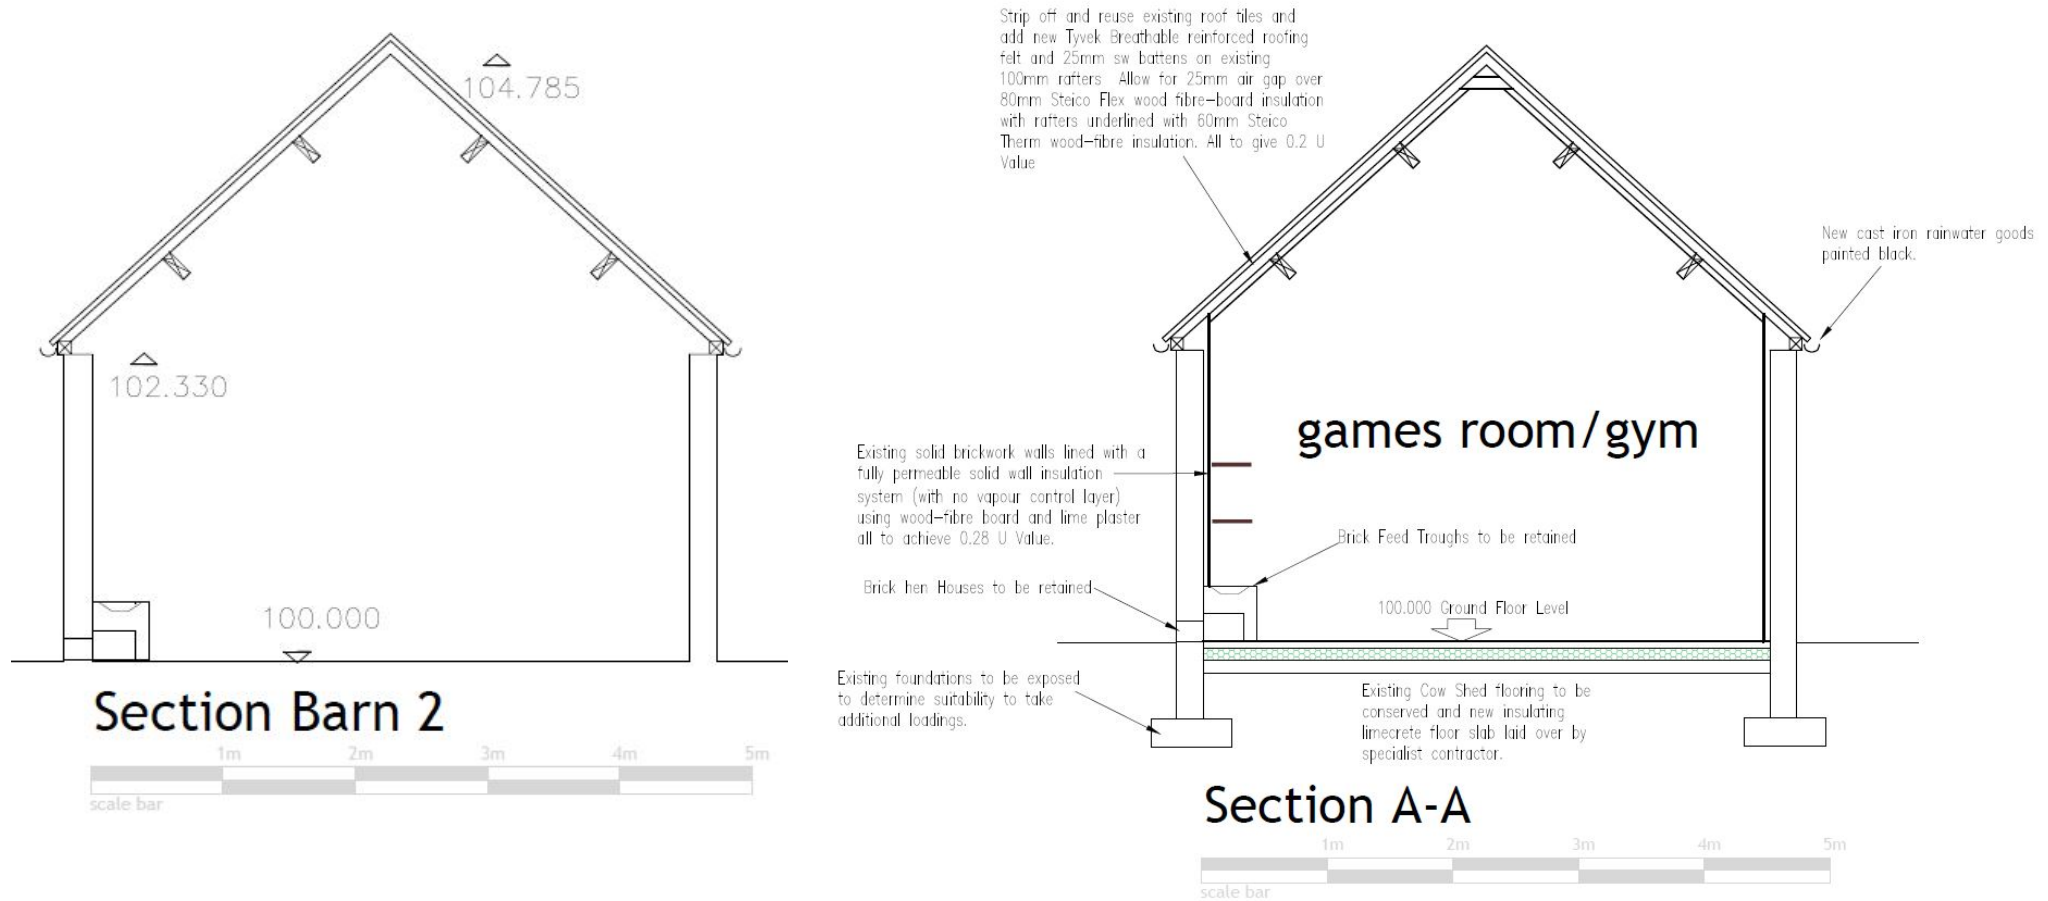 104.785
102.330
100.000
Section Barn 2
1m 2m 3m 4m 5m
scale bar
Strip off and reuse existing roof tiles and
add new Tyvek Breathable reinforced roofing
felt and 25mm sw battens on existing
100mm rafters Allow for 25mm air gap over
80mm Steico Flex wood fibre-board insulation
with rafters underlined with 60mm Steico
Therm wood-fibre insulation. All to give 0.2 U
Value
New cast iron rainwater goods
painted black.
games room/gym
Existing solid brickwork walls lined with a
fully permeable solid wall insulation
system (with no vapour control layer)
using wood-fibre board and lime plaster
all to achieve 0.28 U Value.
Brick Feed Troughs to be retained
Brick hen Houses to be retained
100.000 Ground Floor Level
Existing foundations to be exposed
to determine suitability to take
additional loadings.
Existing Cow Shed flooring to be
conserved and new insulating
limecrete floor slab laid over by
specialist contractor.
Section A-A
1m 2m 3m 4m 5m
scale bar